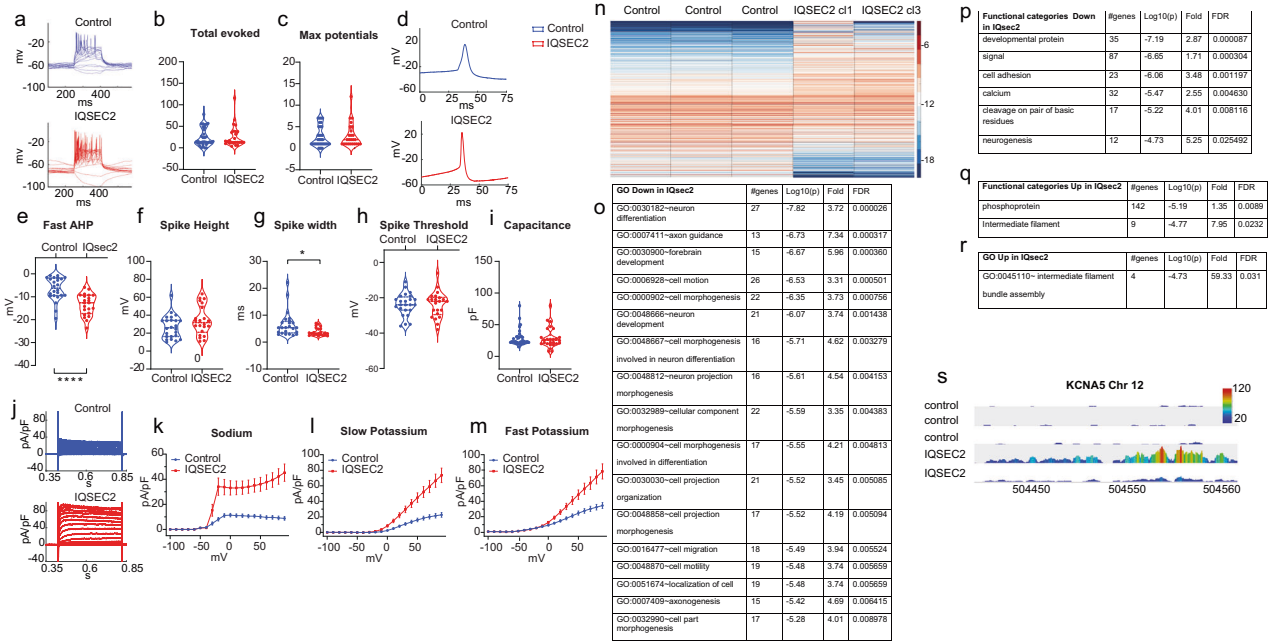 a
Control
-20
-60
-100
mv
200 400
ms
IQSEC2
-20
-60
-100
mv
200 400
ms
b
Total evoked
200
150
100
50
0
-50
Control IQSEC2
Control
IQSEC2
c
Max potentials
20
15
10
5
0
-5
Control IQSEC2
d
Control
20
-20
-60
mV
0 25 50 75
ms
IQSEC2
20
-20
-60
mV
0 25 50 75
ms
e
Fast AHP
Control IQsec2
0
-10
-20
-30
-40
mV
****
f
Spike Height
100
80
60
40
20
0
-20
mV
0
Control IQSEC2
g
Spike width
*
30
20
10
0
-10
ms
Control IQSEC2
h
Spike Threshold
Control IQSEC2
0
-20
-40
-60
mV
i
Capacitance
150
100
50
0
pF
Control IQSEC2
j
Control
80
40
0
-40
pA/pF
0.35 0.6 0.85
s
IQSEC2
80
40
0
-40
pA/pF
0.35 0.6 0.85
s
k
Sodium
Control
IQSEC2
100
80
60
40
20
0
pA/pF
-100 -50 0 50
mV
l
Slow Potassium
Control
IQSEC2
100
80
60
40
20
0
pA/pF
-100 -50 0 50
mV
m
Fast Potassium
Control
IQSEC2
100
80
60
40
20
0
pA/pF
-100 -50 0 50
mV
n
Control Control Control IQSEC2 cl1 IQSEC2 cl3
-6
-12
-18
o
GO Down in IQsec2 #genes Log10(p) Fold FDR
GO:0030182~neuron differentiation 27 -7.82 3.72 0.000026
GO:0007411~axon guidance 13 -6.73 7.34 0.000317
GO:0030900~forebrain development 15 -6.67 5.96 0.000360
GO:0006928~cell motion 26 -6.53 3.31 0.000501
GO:0000902~cell morphogenesis 22 -6.35 3.73 0.000756
GO:0048666~neuron development 21 -6.07 3.74 0.001438
GO:0048667~cell morphogenesis involved in neuron differentiation 16 -5.71 4.62 0.003279
GO:0048812~neuron projection morphogenesis 16 -5.61 4.54 0.004153
GO:0032989~cellular component morphogenesis 22 -5.59 3.35 0.004383
GO:0000904~cell morphogenesis involved in differentiation 17 -5.55 4.21 0.004813
GO:0030030~cell projection organization 21 -5.52 3.45 0.005085
GO:0048858~cell projection morphogenesis 17 -5.52 4.19 0.005094
GO:0016477~cell migration 18 -5.49 3.94 0.005524
GO:0048870~cell motility 19 -5.48 3.74 0.005659
GO:0051674~localization of cell 19 -5.48 3.74 0.005659
GO:0007409~axonogenesis 15 -5.42 4.69 0.006415
GO:0032990~cell part morphogenesis 17 -5.28 4.01 0.008978
p
Functional categories Down in IQsec2 #genes Log10(p) Fold FDR
developmental protein 35 -7.19 2.87 0.000087
signal 87 -6.65 1.71 0.000304
cell adhesion 23 -6.06 3.48 0.001197
calcium 32 -5.47 2.55 0.004630
cleavage on pair of basic residues 17 -5.22 4.01 0.008116
neurogenesis 12 -4.73 5.25 0.025492
q
Functional categories Up in IQsec2 #genes Log10(p) Fold FDR
phosphoprotein 142 -5.19 1.35 0.0089
Intermediate filament 9 -4.77 7.95 0.0232
r
GO Up in IQSec2 #genes Log10(p) Fold FDR
GO:0045110~ intermediate filament bundle assembly 4 -4.73 59.33 0.031
s
KCNA5 Chr 12
120
20
control
control
control
IQSEC2
IQSEC2
504450 504550 504560